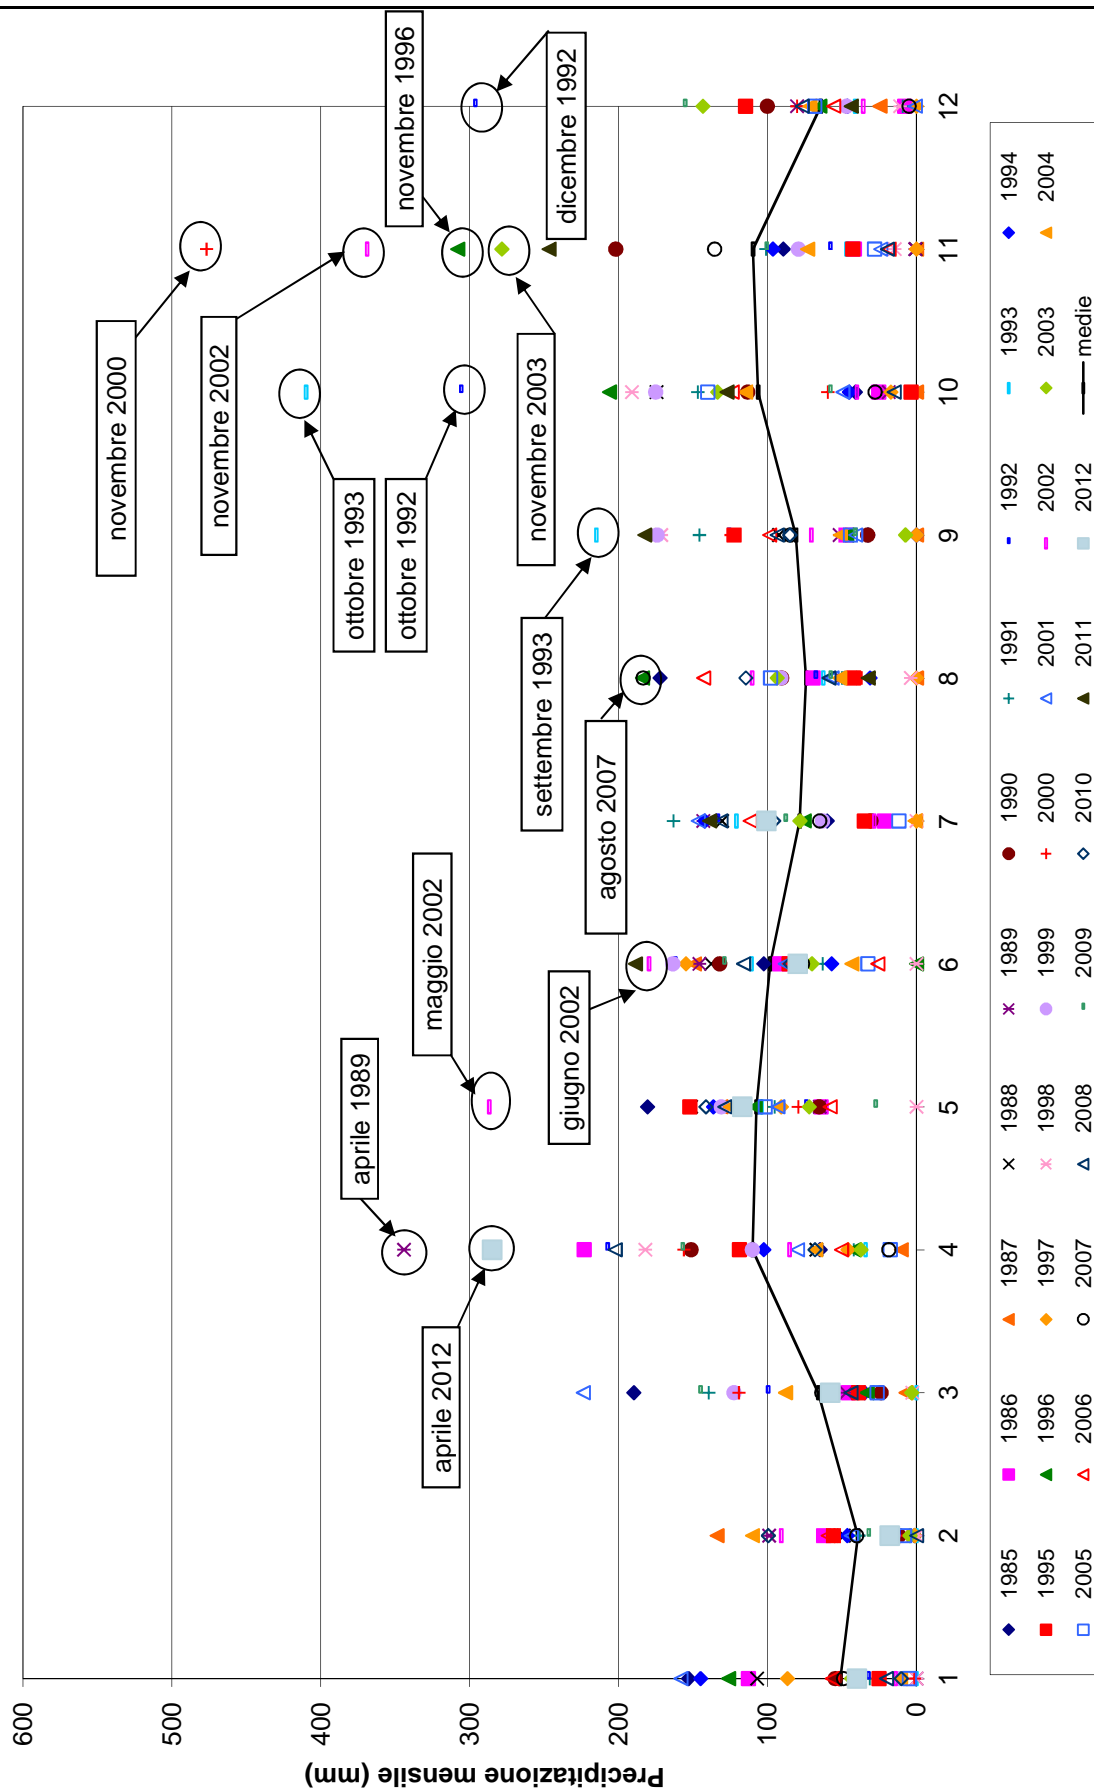 Precipitazione mensile (mm)
600
500
400
300
200
100
0
1
2
3
4
5
6
7
8
9
10
11
12
aprile 2012
aprile 1989
maggio 2002
giugno 2002
agosto 2007
settembre 1993
ottobre 1993
ottobre 1992
novembre 2000
novembre 2002
novembre 2003
novembre 1996
dicembre 1992
1985 1986 1987 1988 1989 1990 1991 1992 1993 1994
1995 1996 1997 1998 1999 2000 2001 2002 2003 2004
2005 2006 2007 2008 2009 2010 2011 2012 medie